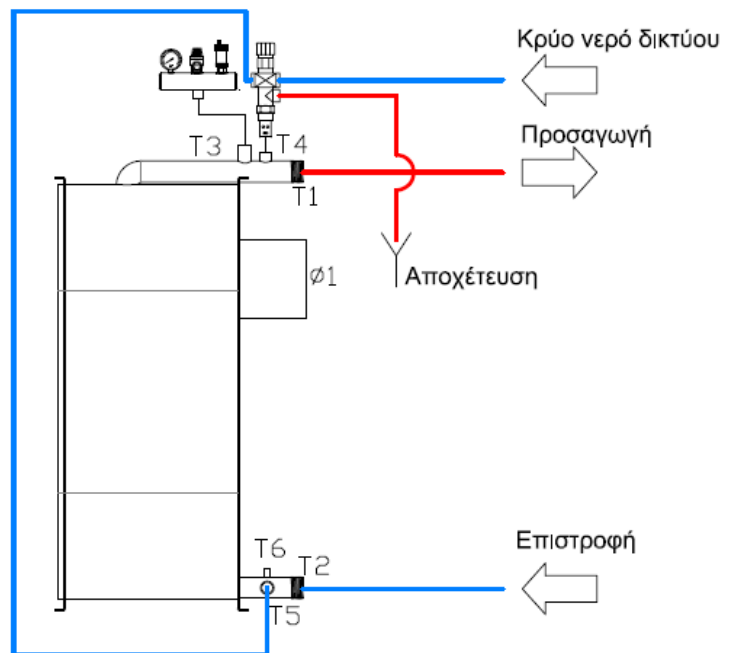 Κρύο νερό δικτύου
Προσαγωγή
T3
T4
T1
Ø1
Αποχέτευση
Επιστροφή
T6
T2
T5